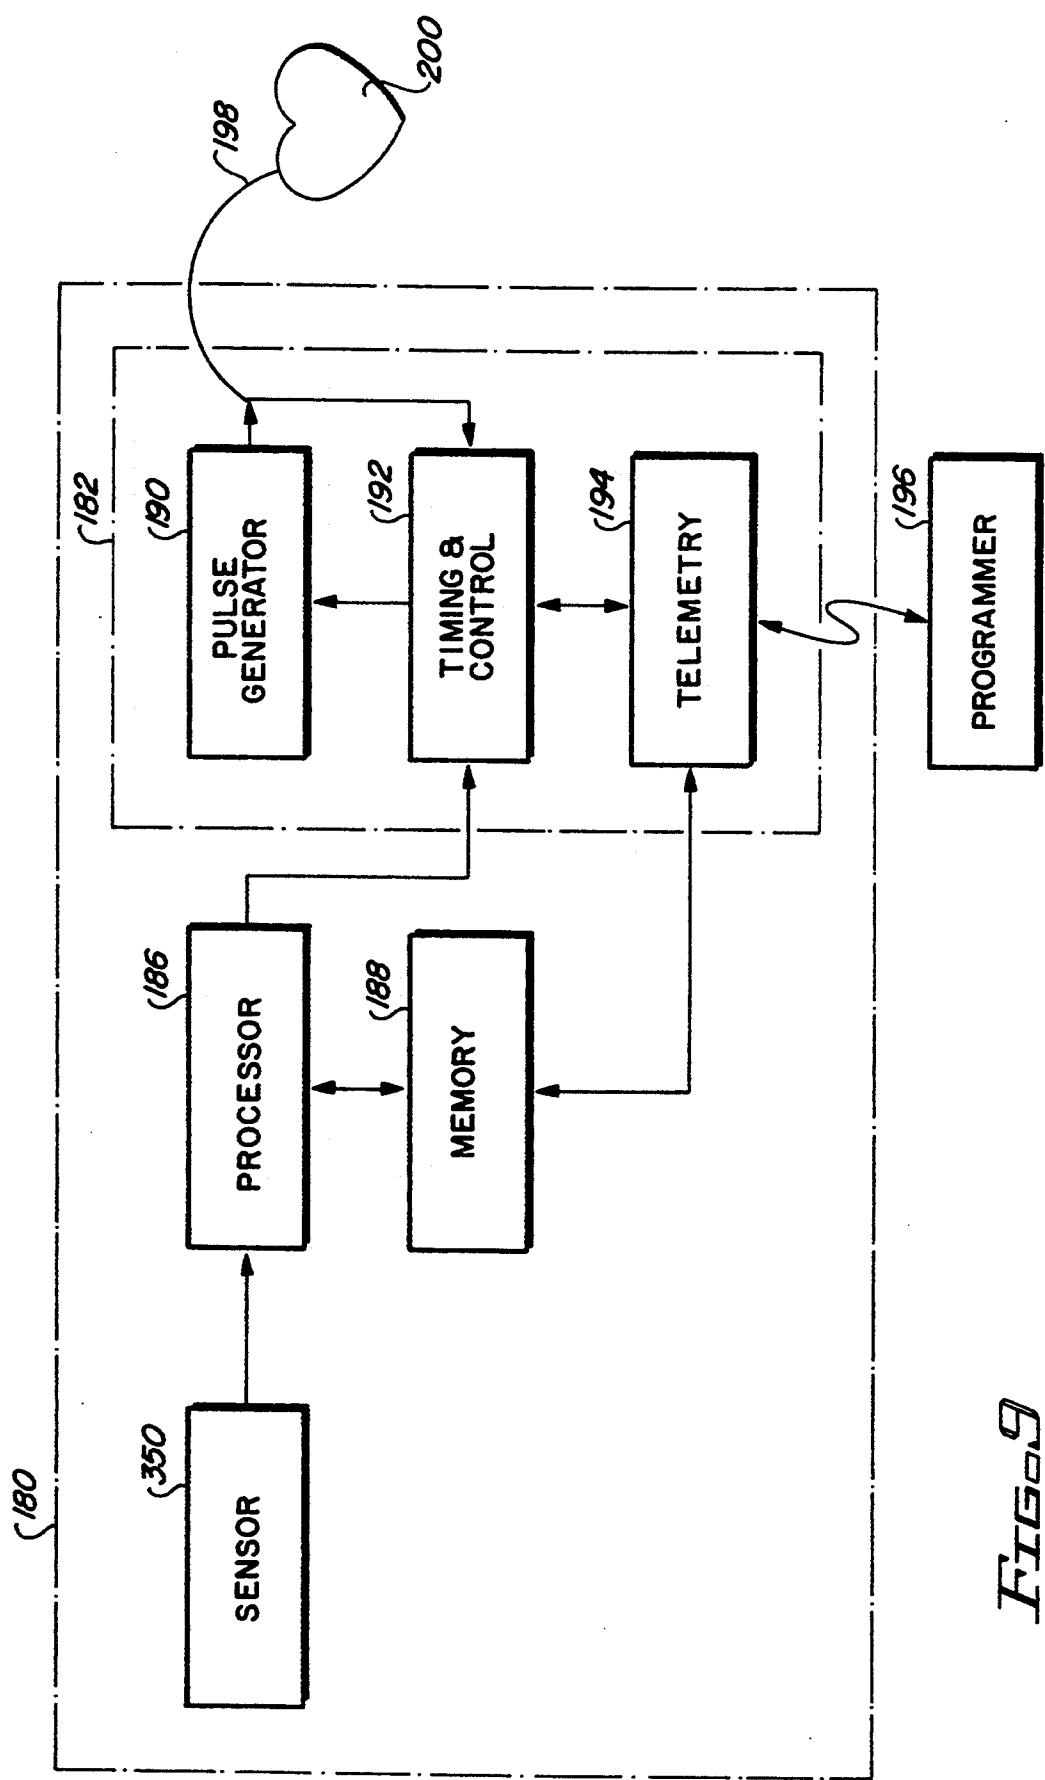 180
182
198
200
350
SENSOR
186
PROCESSOR
190
PULSE
GENERATOR
188
MEMORY
192
TIMING &
CONTROL
194
TELEMETRY
196
PROGRAMMER
FIG-9